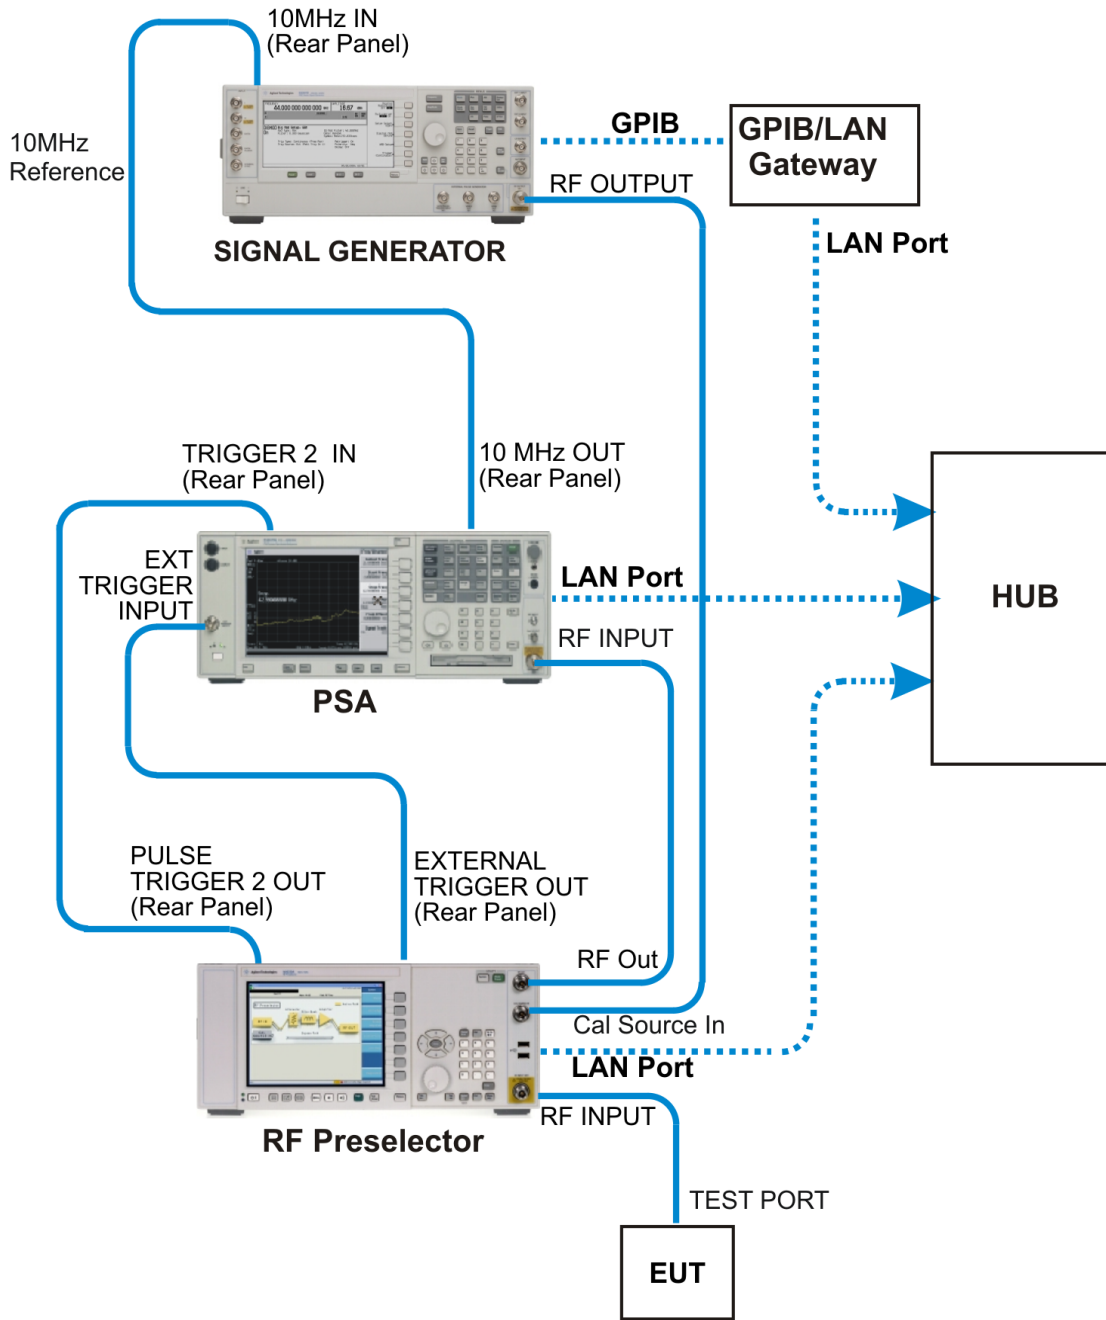 10MHz IN
(Rear Panel)
10MHz
Reference
GPIB
GPIB/LAN
Gateway
RF OUTPUT
SIGNAL GENERATOR
LAN Port
TRIGGER 2 IN
(Rear Panel)
10 MHz OUT
(Rear Panel)
EXT
TRIGGER
INPUT
LAN Port
HUB
RF INPUT
PSA
PULSE
TRIGGER 2 OUT
(Rear Panel)
EXTERNAL
TRIGGER OUT
(Rear Panel)
RF Out
Cal Source In
LAN Port
RF INPUT
RF Preselector
TEST PORT
EUT